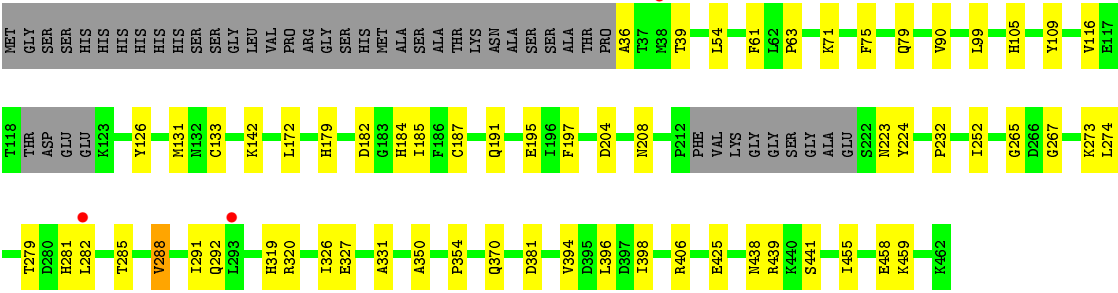 MET GLY SER SER HIS HIS HIS HIS HIS HIS SER SER GLY LEU VAL PRO ARG GLY SER HIS MET ALA SER ALA THR LYS ASN ALA SER SER ALA THR PRO A36 T37 M38 T39 L54 F61 L62 P63 K71 F75 Q79 V90 L99 H105 Y109 V116 E117
T118 THR ASP GLU GLU K123 Y126 M131 N132 C133 K142 L172 H179 D182 G183 H184 I185 F186 C187 Q191 E195 I196 F197 D204 N208 P212 PHE VAL LYS GLY GLY SER GLY ALA GLU S222 N223 Y224 P232 I252 G265 D266 G267 K273 L274
T279 D280 H281 L282 T285 V288 I291 Q292 L293 H319 R320 I326 E327 A331 A350 P354 Q370 D381 V394 D395 L396 D397 I398 R406 E425 N438 R439 K440 S441 I455 E458 K459 K462